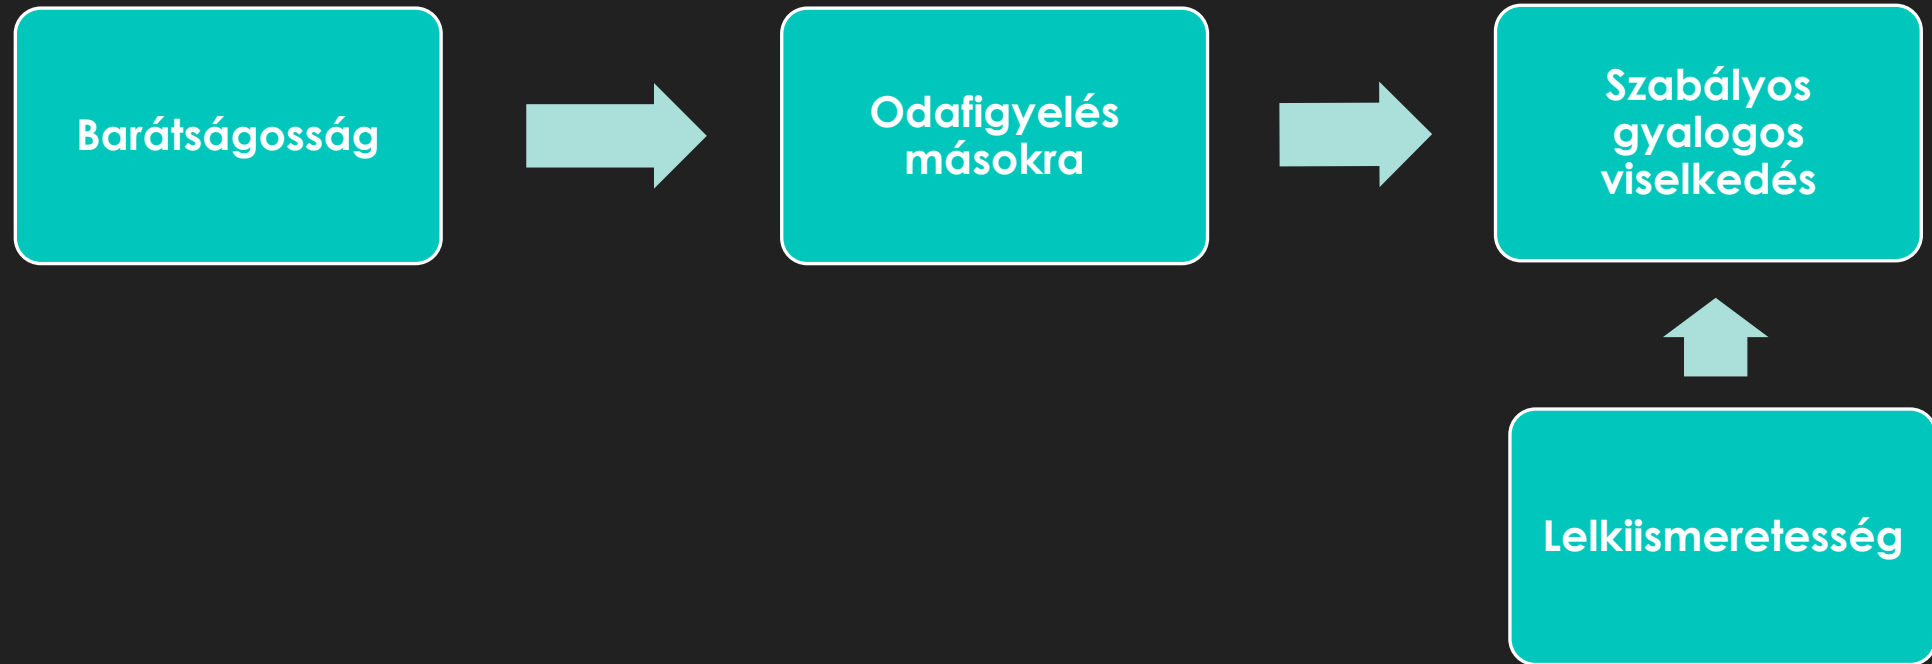 Barátságosság
Odafigyelés
másokra
Szabályos
gyalogos
viselkedés
Lelkiismeretesség